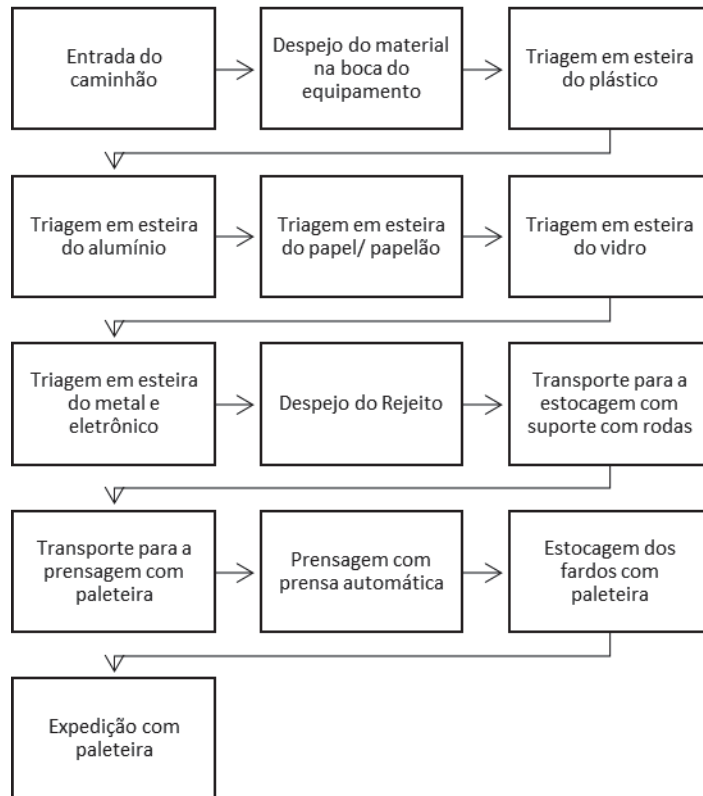 Entrada do
caminhão
Despejo do material
na boca do
equipamento
Triagem em esteira
do plástico
Triagem em esteira
do alumínio
Triagem em esteira
do papel/ papelão
Triagem em esteira
do vidro
Triagem em esteira
do metal e
eletrônico
Despejo do Rejeito
Transporte para a
estocagem com
suporte com rodas
Transporte para a
prensagem com
paleteira
Prensagem com
prensa automática
Estocagem dos
fardos com
paleteira
Expedição com
paleteira